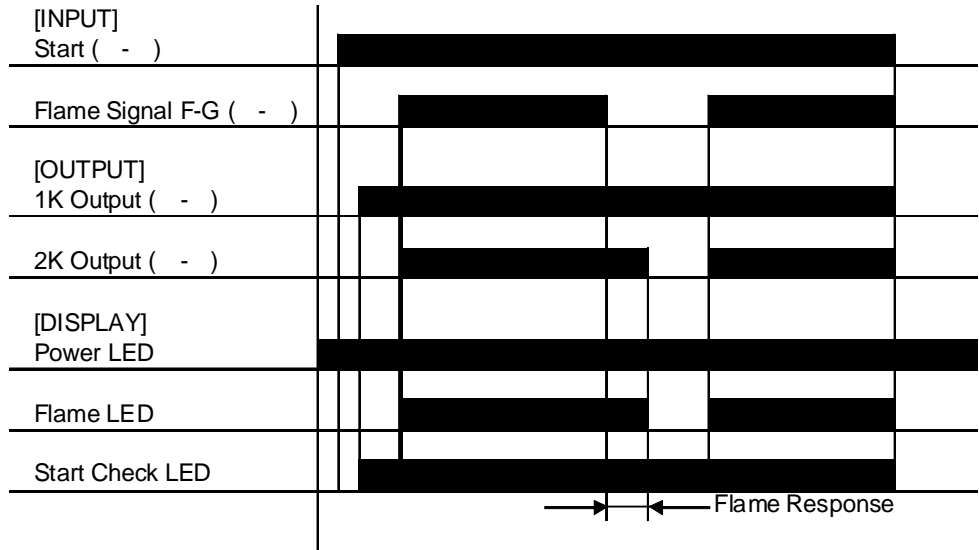 [INPUT]
Start ( - )
Flame Signal F-G ( - )
[OUTPUT]
1K Output ( - )
2K Output ( - )
[DISPLAY]
Power LED
Flame LED
Start Check LED
Flame Response